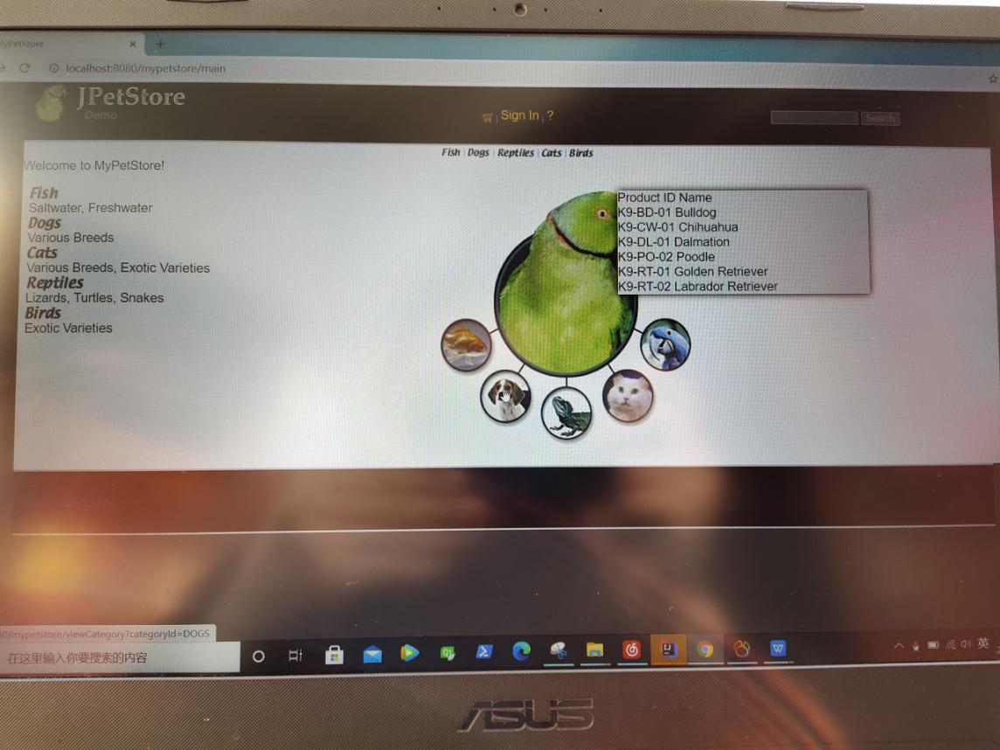 MyPetStore
localhost:8080/mypetstore/main
JPetStore
Demo
Sign In
?
Search
Fish | Dogs | Reptiles | Cats | Birds
Welcome to MyPetStore!
Fish
Saltwater, Freshwater
Dogs
Various Breeds
Cats
Various Breeds, Exotic Varieties
Reptiles
Lizards, Turtles, Snakes
Birds
Exotic Varieties
Product ID Name
K9-BD-01 Bulldog
K9-CW-01 Chihuahua
K9-DL-01 Dalmation
K9-PO-02 Poodle
K9-RT-01 Golden Retriever
K9-RT-02 Labrador Retriever
80/mypetstore/viewCategory?categoryId=DOGS
在这里输入你要搜索的内容
英
ASUS